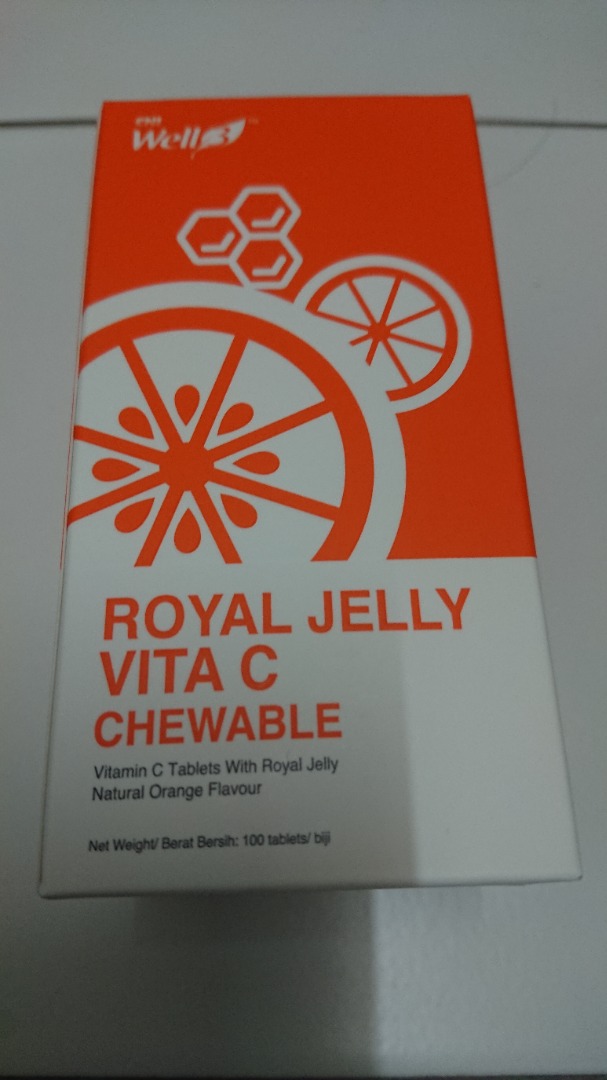 Well3
ROYAL JELLY
VITA C
CHEWABLE
Vitamin C Tablets With Royal Jelly
Natural Orange Flavour
Net Weight/ Berat Bersih: 100 tablets/ biji